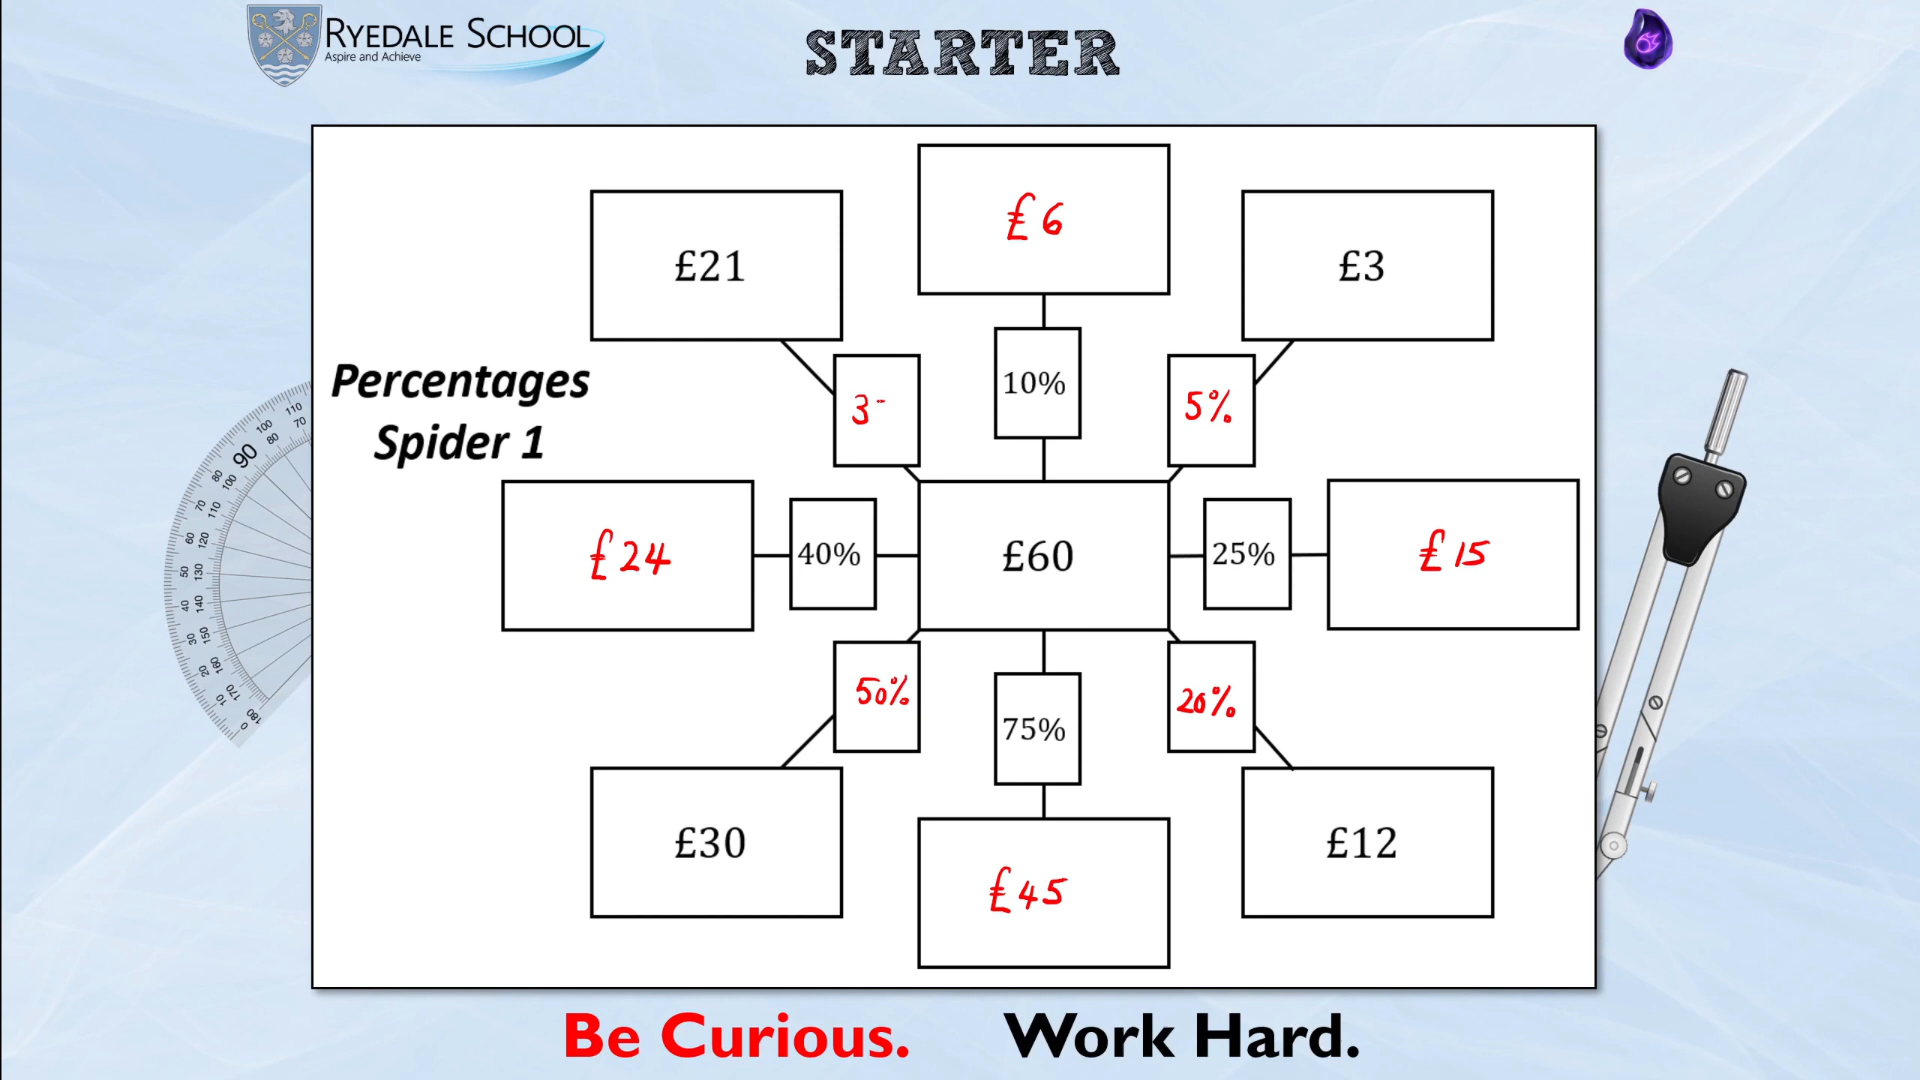 RYEDALE SCHOOL
Aspire and Achieve
STARTER
£6
£21
£3
Percentages
Spider 1
10%
3
5%
£24
40%
£60
25%
£15
50%
20%
75%
£30
£12
£45
Be Curious. Work Hard.